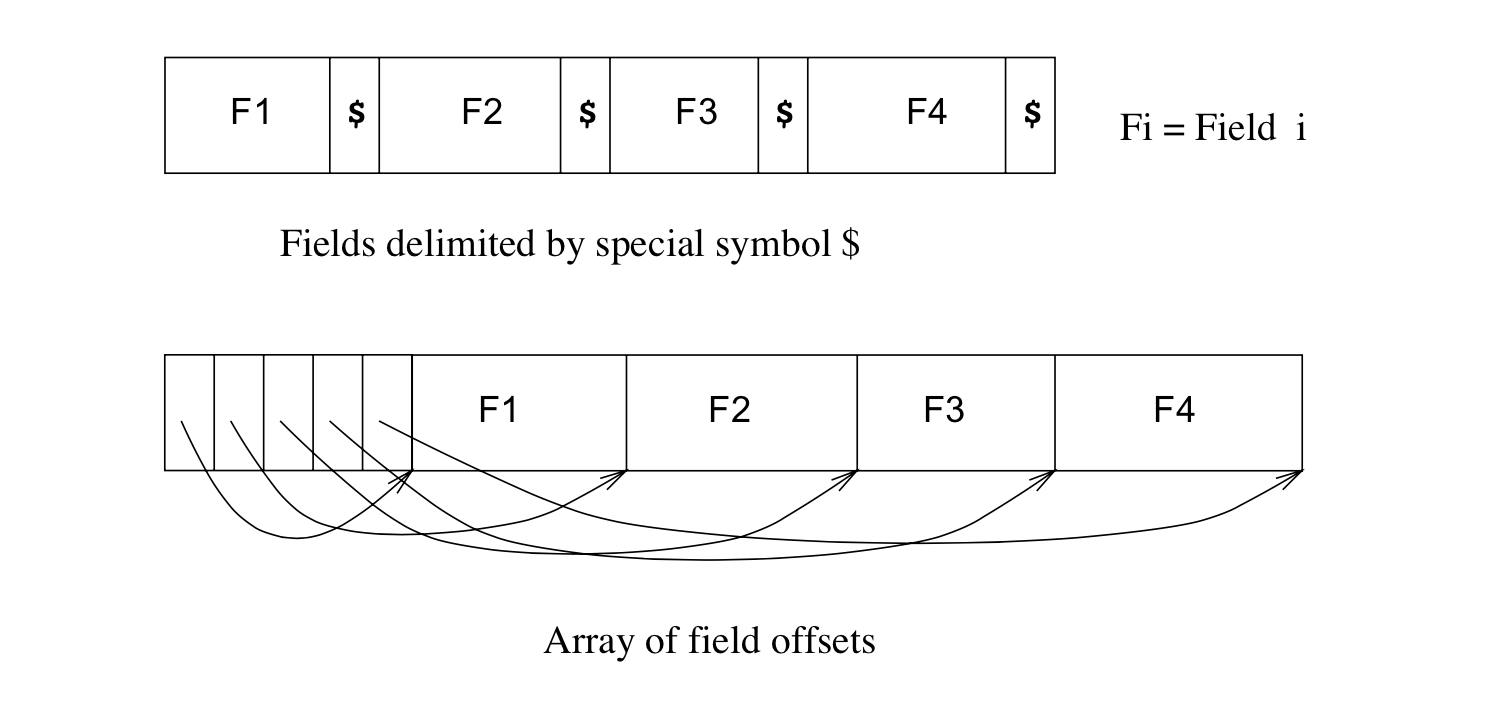 F1 $ F2 $ F3 $ F4 $
Fi = Field i
Fields delimited by special symbol $
F1 F2 F3 F4
Array of field offsets